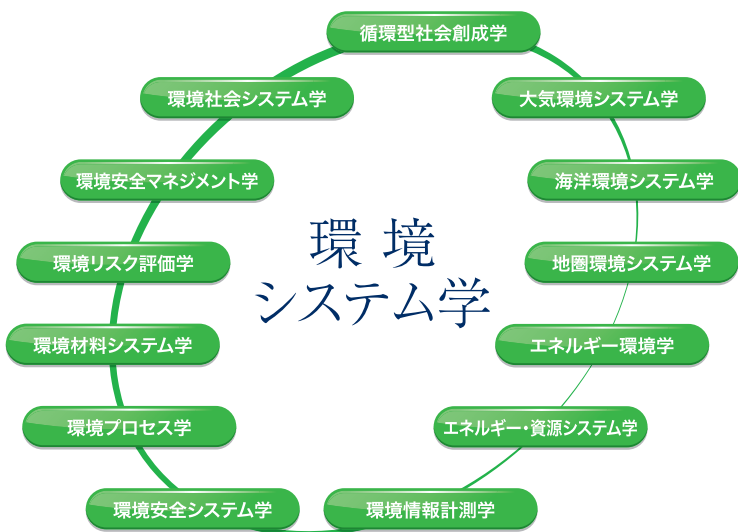 循環型社会創成学
環境社会システム学
大気環境システム学
環境安全マネジメント学
海洋環境システム学
環境
システム学
環境リスク評価学
地圏環境システム学
環境材料システム学
エネルギー環境学
環境プロセス学
エネルギー・資源システム学
環境安全システム学
環境情報計測学